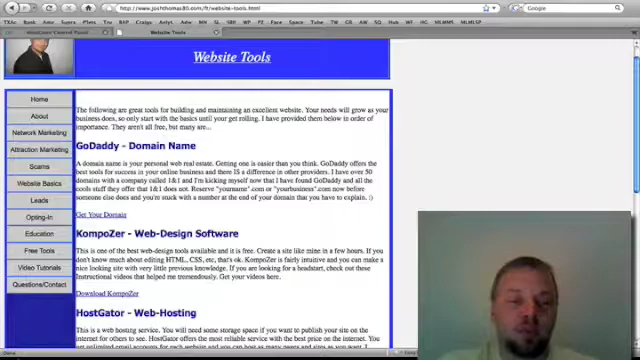 http://www.joshthomas80.com/fr/website-tools.html
Google
HostGator Control Panel
Website Tools
Website Tools
Home
About
Network Marketing
Attraction Marketing
Scams
Website Basics
Leads
Opting-In
Education
Free Tools
Video Tutorials
Questions/Contact
The following are great tools for building and maintaining an excellent website. Your needs will grow as your
business does, so only start with the basics until your get rolling. I have provided them below in order of
importance. They aren't all free, but many are...
GoDaddy - Domain Name
A domain name is your personal web real estate. Getting one is easier than you think. GoDaddy offers the
best tools for success in your online business and there IS a difference in other providers. I have over 50
domains with a company called 1&1 and I'm kicking myself now that I have found GoDaddy and all the
cools stuff they offer that 1&1 does not. Reserve "yourname".com or "yourbusiness".com now before
someone else does and you're stuck with a number at the end of your domain that you have to explain. :)
Get Your Domain
KompoZer - Web-Design Software
This is one of the best web-design tools available and it is free. Create a site like mine in a few hours. If you
don't know much about editing HTML, CSS, etc, that's ok. KompoZer is fairly intuitive and you can make a
nice looking site with very little previous knowledge. If you are looking for a headstart, check out these
Instructional videos that helped me tremendously. Get your videos here.
Download KompoZer
HostGator - Web-Hosting
This is a web hosting service. You will need some storage space if you want to publish your site on the
internet for others to see. HostGator offers the most reliable service with the best price on the internet. You
Done